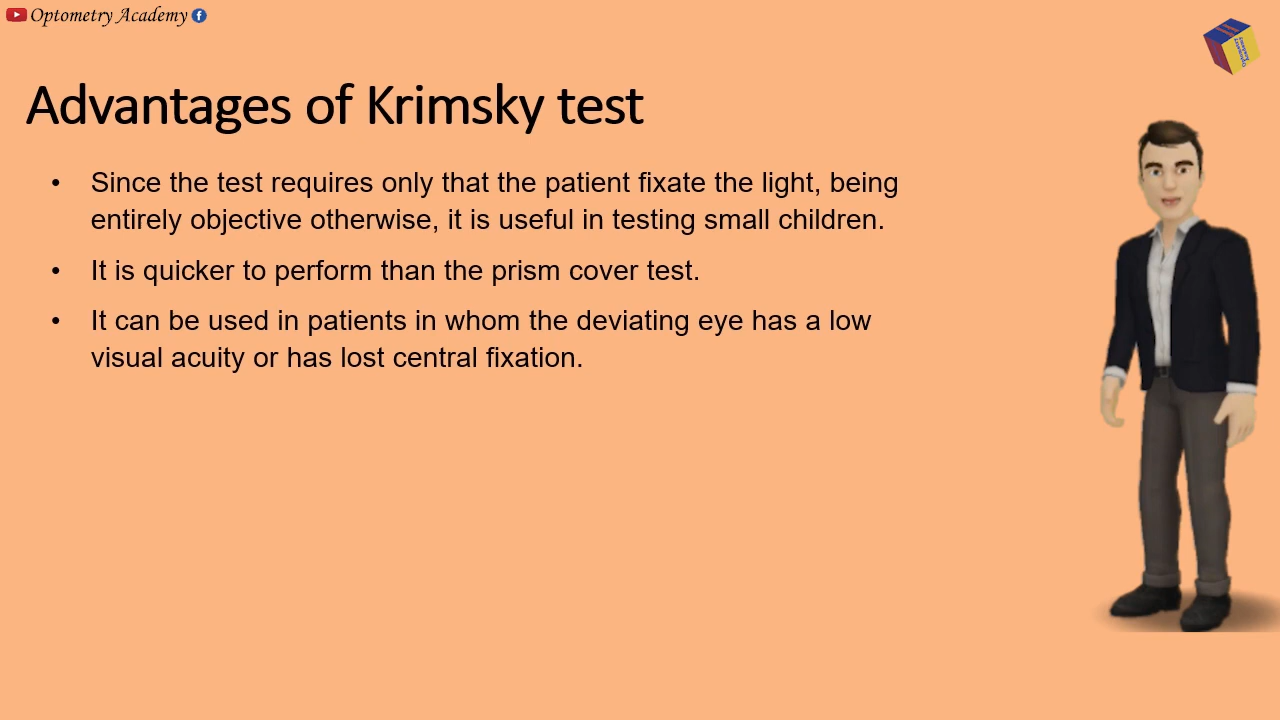 Optometry Academy
Advantages of Krimsky test
• Since the test requires only that the patient fixate the light, being
entirely objective otherwise, it is useful in testing small children.
• It is quicker to perform than the prism cover test.
• It can be used in patients in whom the deviating eye has a low
visual acuity or has lost central fixation.